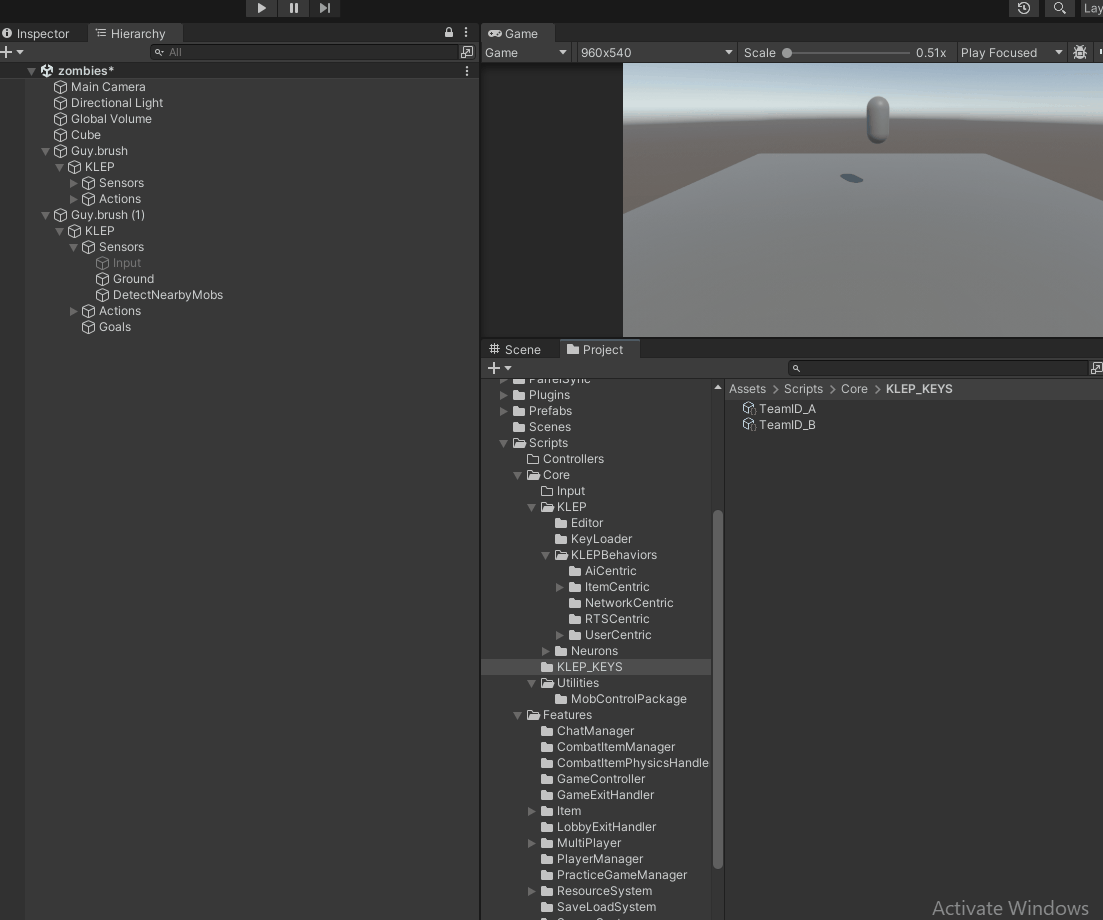 Lay
Inspector
Hierarchy
Game
All
Game
960x540
Scale
0.51x
Play Focused
zombies*
Main Camera
Directional Light
Global Volume
Cube
Guy.brush
KLEP
Sensors
Actions
Guy.brush (1)
KLEP
Sensors
Input
Ground
DetectNearbyMobs
Actions
Goals
Scene
Project
ParrelSync
Plugins
Prefabs
Scenes
Scripts
Controllers
Core
Input
KLEP
Editor
KeyLoader
KLEPBehaviors
AiCentric
ItemCentric
NetworkCentric
RTSCentric
UserCentric
Neurons
KLEP_KEYS
Utilities
MobControlPackage
Features
ChatManager
CombatItemManager
CombatItemPhysicsHandle
GameController
GameExitHandler
Item
LobbyExitHandler
MultiPlayer
PlayerManager
PracticeGameManager
ResourceSystem
SaveLoadSystem
Assets > Scripts > Core > KLEP_KEYS
TeamID_A
TeamID_B
Activate Windows